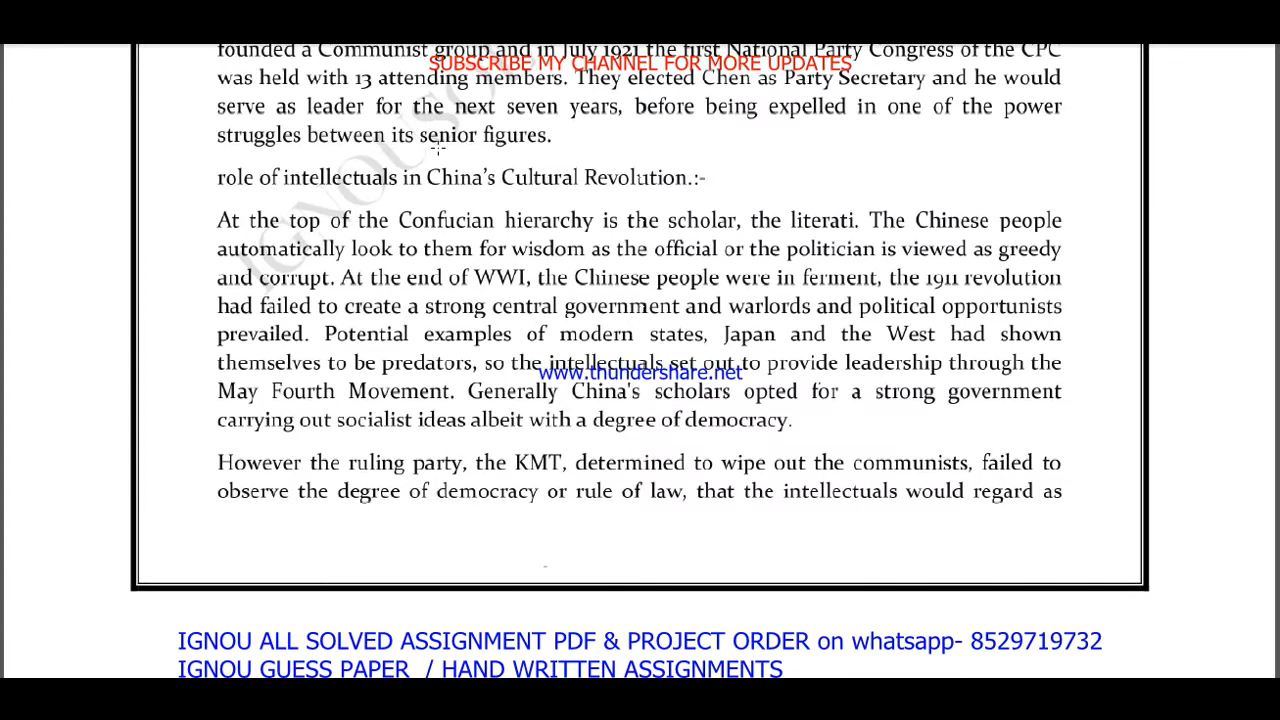 founded a Communist group and in July 1921 the first National Party Congress of the CPC
SUBSCRIBE MY CHANNEL FOR MORE UPDATES
was held with 13 attending members. They elected Chen as Party Secretary and he would
serve as leader for the next seven years, before being expelled in one of the power
struggles between its senior figures.
role of intellectuals in China's Cultural Revolution.:-
At the top of the Confucian hierarchy is the scholar, the literati. The Chinese people
automatically look to them for wisdom as the official or the politician is viewed as greedy
and corrupt. At the end of WWI, the Chinese people were in ferment, the 1911 revolution
had failed to create a strong central government and warlords and political opportunists
prevailed. Potential examples of modern states, Japan and the West had shown
themselves to be predators, so the intellectuals set out to provide leadership through the
www.thundershare.net
May Fourth Movement. Generally China's scholars opted for a strong government
carrying out socialist ideas albeit with a degree of democracy.
However the ruling party, the KMT, determined to wipe out the communists, failed to
observe the degree of democracy or rule of law, that the intellectuals would regard as
IGNOU ALL SOLVED ASSIGNMENT PDF & PROJECT ORDER on whatsapp- 8529719732
IGNOU GUESS PAPER / HAND WRITTEN ASSIGNMENTS